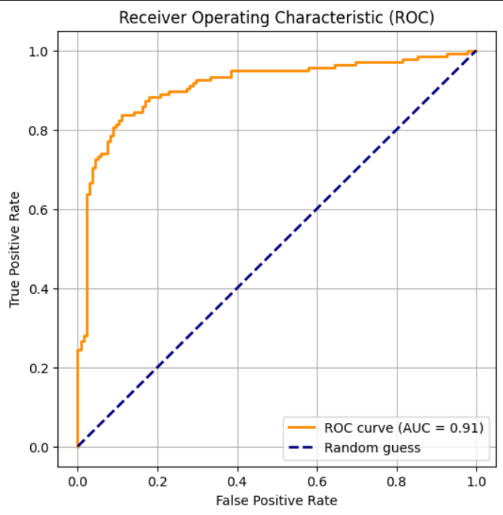 Receiver Operating Characteristic (ROC)
1.0
0.8
0.6
0.4
0.2
0.0
True Positive Rate
ROC curve (AUC = 0.91)
Random guess
0.0 0.2 0.4 0.6 0.8 1.0
False Positive Rate